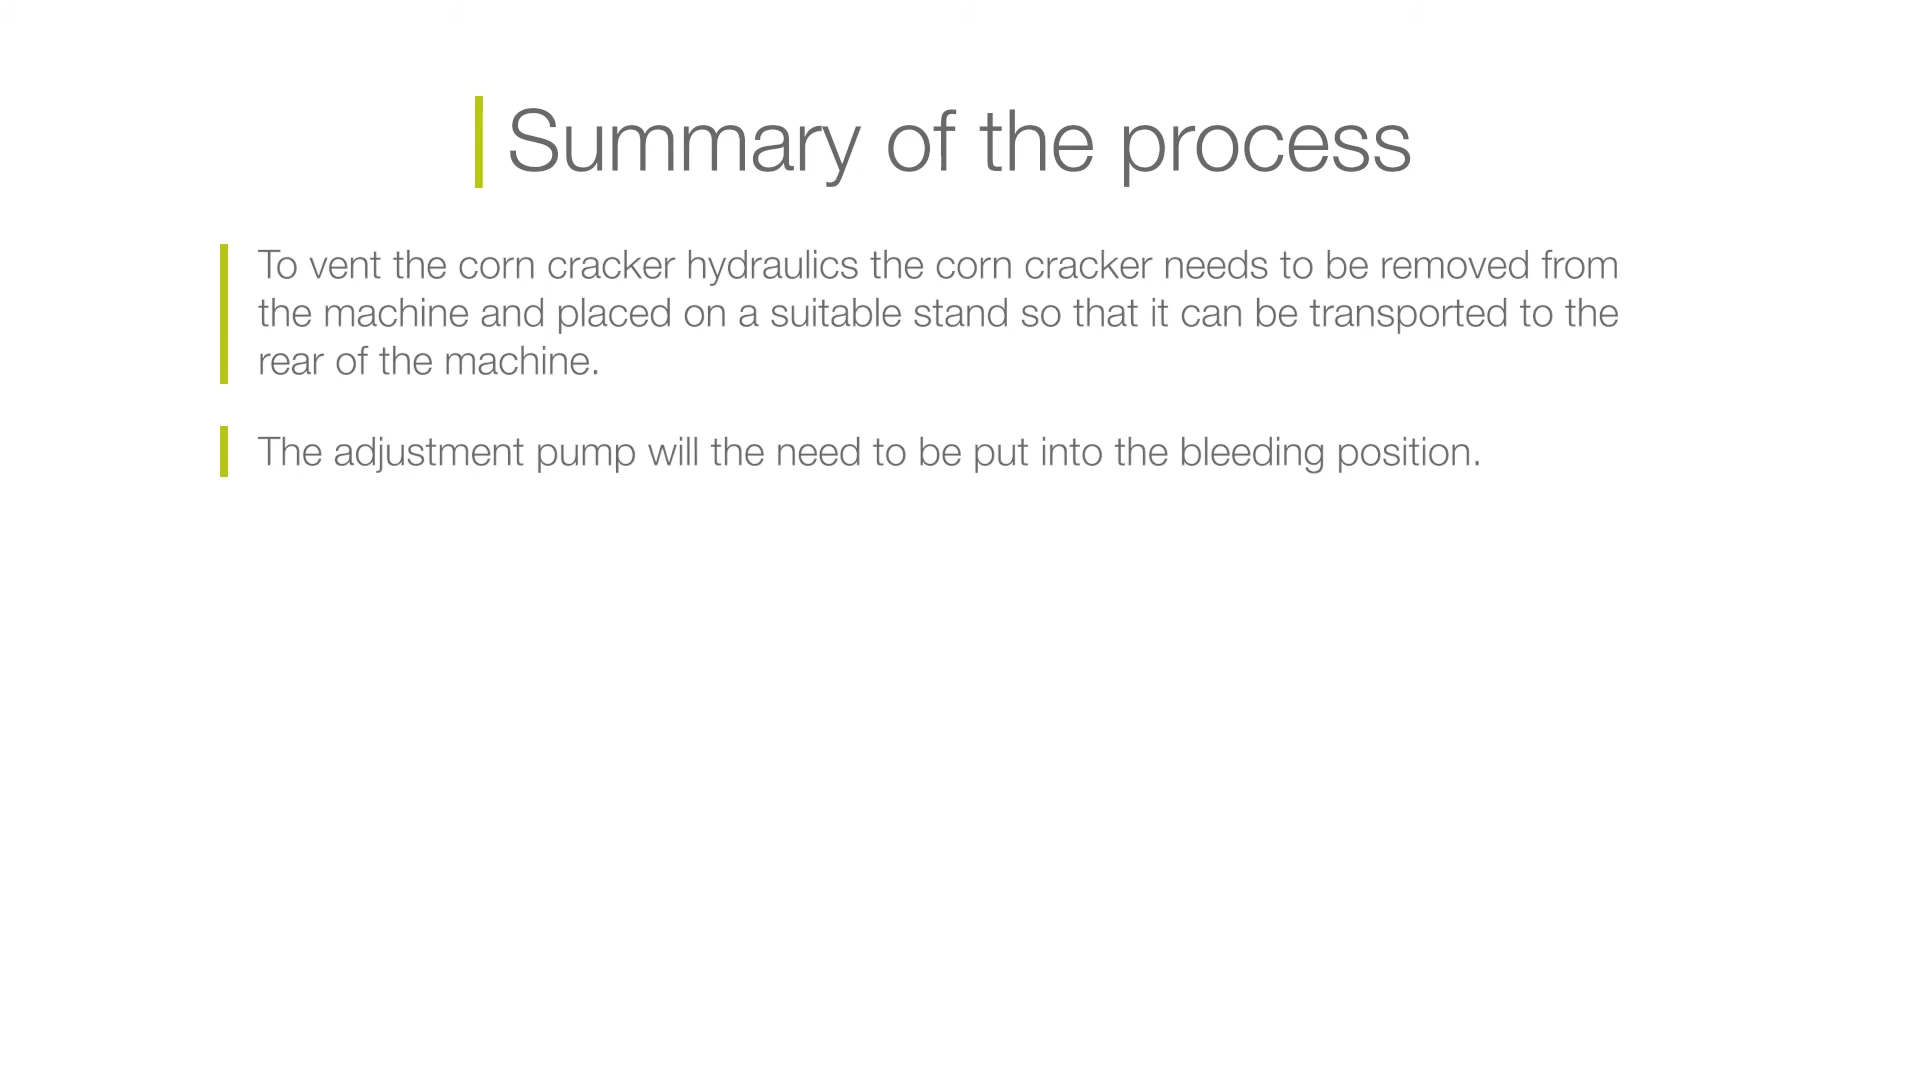 Summary of the process
To vent the corn cracker hydraulics the corn cracker needs to be removed from
the machine and placed on a suitable stand so that it can be transported to the
rear of the machine.
The adjustment pump will the need to be put into the bleeding position.